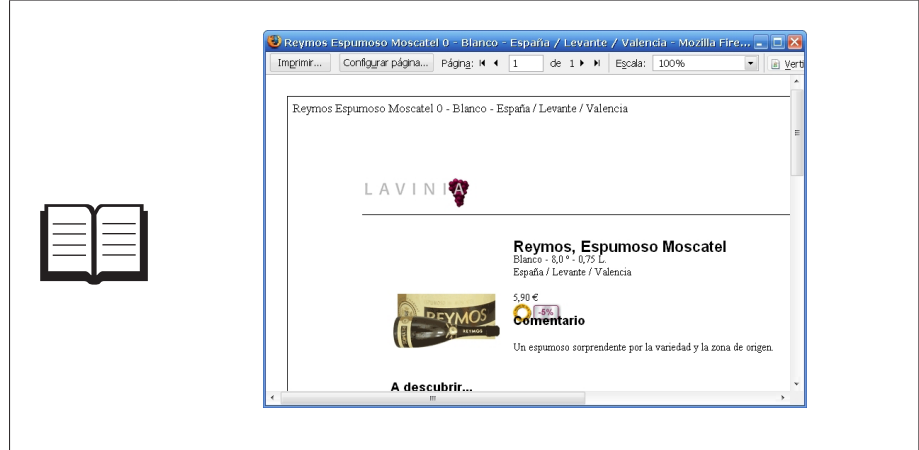 Reymos Espumoso Moscatel 0 - Blanco - España / Levante / Valencia - Mozilla Fire...
Imprimir... Configurar página... Página: 1 de 1 Escala: 100% Verti
Reymos Espumoso Moscatel 0 - Blanco - España / Levante / Valencia
LAVINIA
Reymos, Espumoso Moscatel
Blanco - 8,0 º - 0,75 L.
España / Levante / Valencia
5,90 €
-5%
Comentario
REYMOS
REYMOS
Un espumoso sorprendente por la variedad y la zona de origen.
A descubrir...